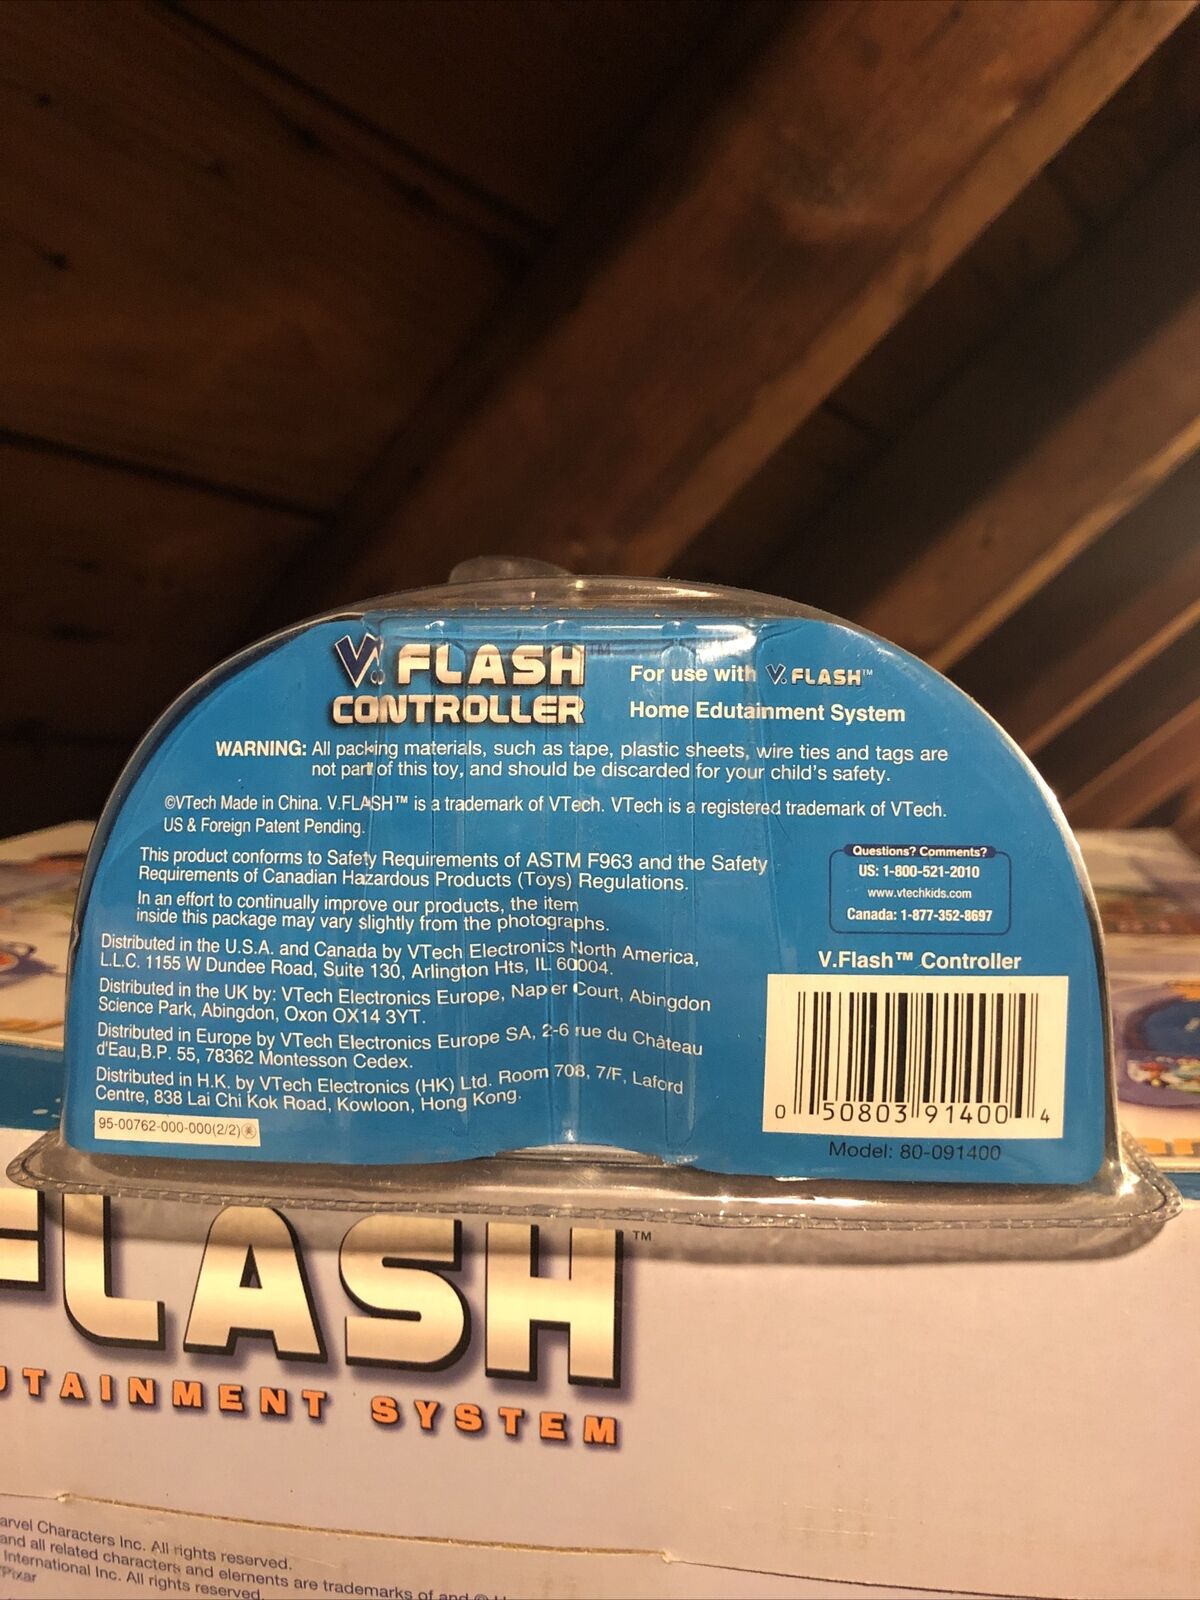 V.FLASH™
CONTROLLER
For use with V.FLASH™
Home Edutainment System
WARNING: All packing materials, such as tape, plastic sheets, wire ties and tags are
not part of this toy, and should be discarded for your child's safety.
©VTech Made in China. V.FLASH™ is a trademark of VTech. VTech is a registered trademark of VTech.
US & Foreign Patent Pending.
This product conforms to Safety Requirements of ASTM F963 and the Safety
Requirements of Canadian Hazardous Products (Toys) Regulations.
In an effort to continually improve our products, the item
inside this package may vary slightly from the photographs.
Distributed in the U.S.A. and Canada by VTech Electronics North America,
L.L.C. 1155 W Dundee Road, Suite 130, Arlington Hts, IL 60004.
Distributed in the UK by: VTech Electronics Europe, Napier Court, Abingdon
Science Park, Abingdon, Oxon OX14 3YT.
Distributed in Europe by VTech Electronics Europe SA, 2-6 rue du Château
d'Eau,B.P. 55, 78362 Montesson Cedex.
Distributed in H.K. by VTech Electronics (HK) Ltd. Room 708, 7/F, Laford
Centre, 838 Lai Chi Kok Road, Kowloon, Hong Kong.
95-00762-000-000(2/2)
Questions? Comments?
US: 1-800-521-2010
www.vtechkids.com
Canada: 1-877-352-8697
V.Flash™ Controller
0 50803 91400 4
Model: 80-091400
FLASH™
UTAINMENT SYSTEM
arvel Characters Inc. All rights reserved.
and all related characters and elements are trademarks of and ©
International Inc. All rights reserved.
Pixar